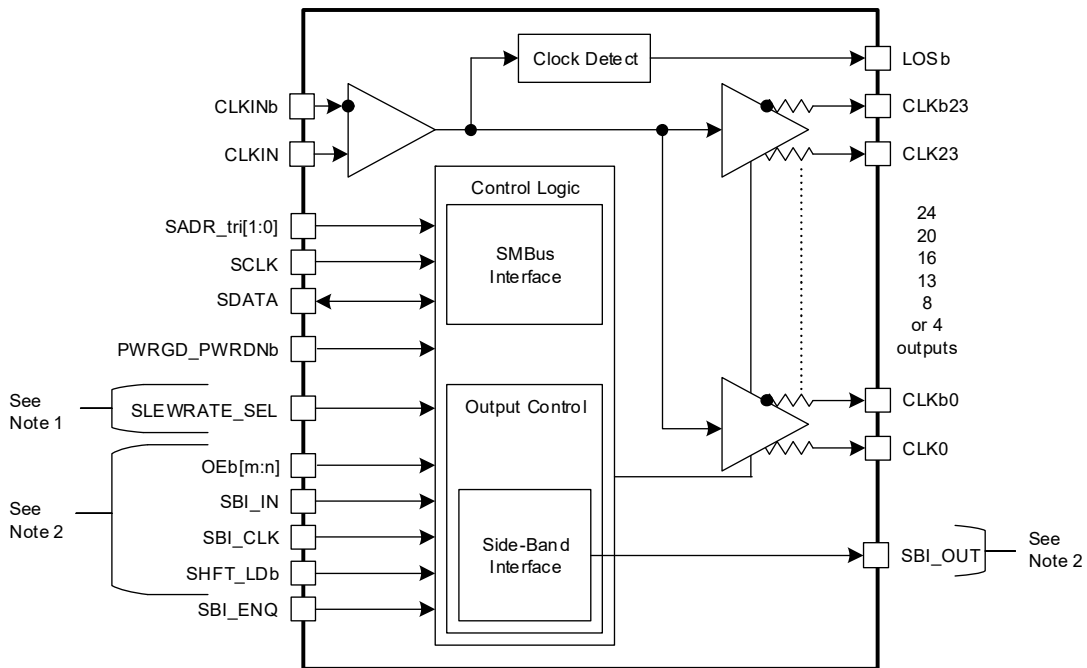 Clock Detect
LOSb
CLKINb
CLKIN
CLKb23
CLK23
Control Logic
SMBus
Interface
SADR_tri[1:0]
SCLK
SDATA
PWRGD_PWRDNb
24
20
16
13
8
or 4
outputs
See
Note 1
SLEWRATE_SEL
Output Control
CLKb0
CLK0
See
Note 2
OEb[m:n]
SBI_IN
SBI_CLK
SHFT_LDb
SBI_ENQ
Side-Band
Interface
SBI_OUT
See
Note 2